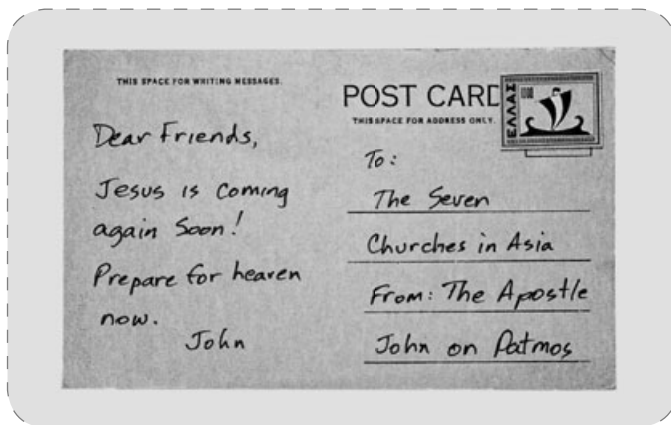 THIS SPACE FOR WRITING MESSAGES.
Dear Friends,
Jesus is coming
again Soon!
Prepare for heaven
now.
John
POST CARD
THIS SPACE FOR ADDRESS ONLY.
ΕΛΛΑΣ
To:
The Seven
Churches in Asia
From: The Apostle
John on Patmos